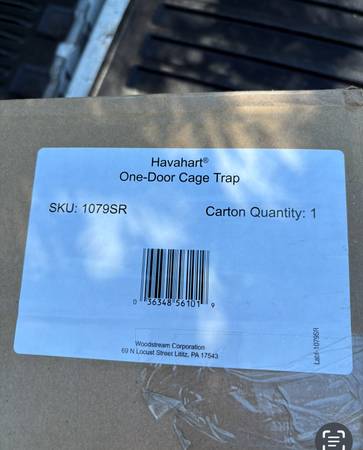 Havahart®
One-Door Cage Trap
SKU: 1079SR Carton Quantity: 1
0 36348 56101 9
Woodstream Corporation
69 N Locust Street Lititz, PA 17543